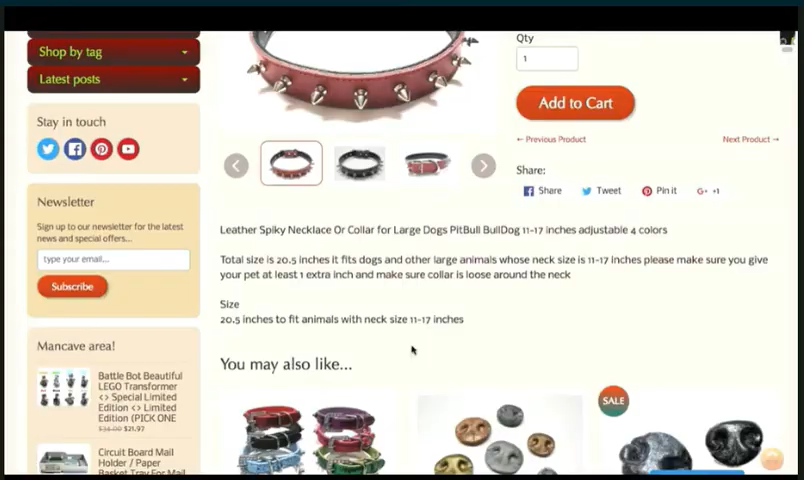 Shop by tag
Latest posts
Stay in touch
Newsletter
Sign up to our newsletter for the latest
news and special offers...
type your email...
Subscribe
Mancave area!
Battle Bot Beautiful
LEGO Transformer
<> Special Limited
Edition <> Limited
Edition (PICK ONE
$34.00 $21.97
Circuit Board Mail
Holder / Paper
Basket Tray For Mail
Qty
1
Add to Cart
← Previous Product
Next Product →
Share:
Share
Tweet
Pin it
G+ +1
Leather Spiky Necklace Or Collar for Large Dogs PitBull BullDog 11-17 inches adjustable 4 colors
Total size is 20.5 inches it fits dogs and other large animals whose neck size is 11-17 inches please make sure you give
your pet at least 1 extra inch and make sure collar is loose around the neck
Size
20.5 inches to fit animals with neck size 11-17 inches
You may also like...
SALE